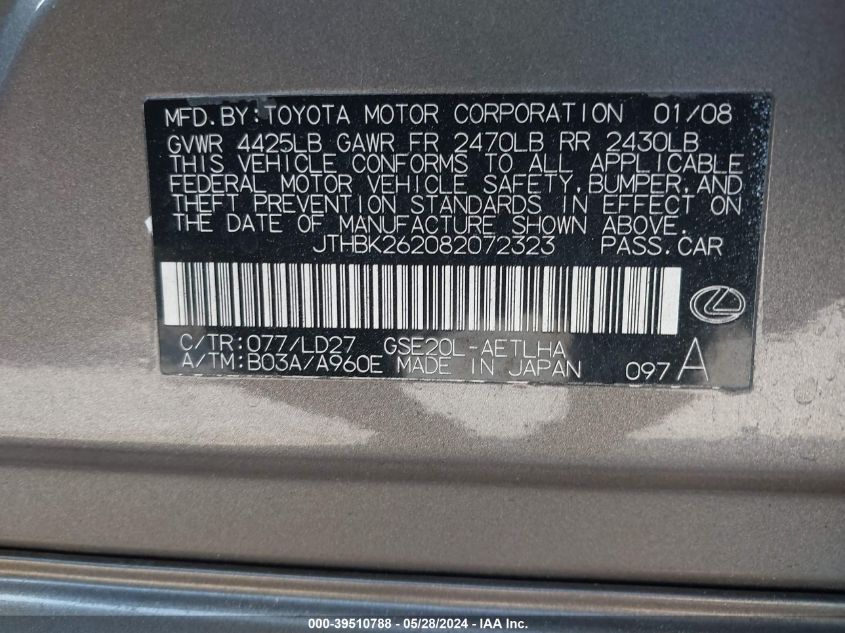 MFD. BY: TOYOTA MOTOR CORPORATION 01/08
GVWR 4425LB GAWR FR 2470LB RR 2430LB
THIS VEHICLE CONFORMS TO ALL APPLICABLE
FEDERAL MOTOR VEHICLE SAFETY, BUMPER, AND
THEFT PREVENTION STANDARDS IN EFFECT ON
THE DATE OF MANUFACTURE SHOWN ABOVE.
JTHBK262082072323 PASS. CAR
C/TR: 077/LD27 GSE20L-AETLHA
A/TM: B03A/A960E MADE IN JAPAN 097 A
000-39510788 - 05/28/2024 - IAA Inc.